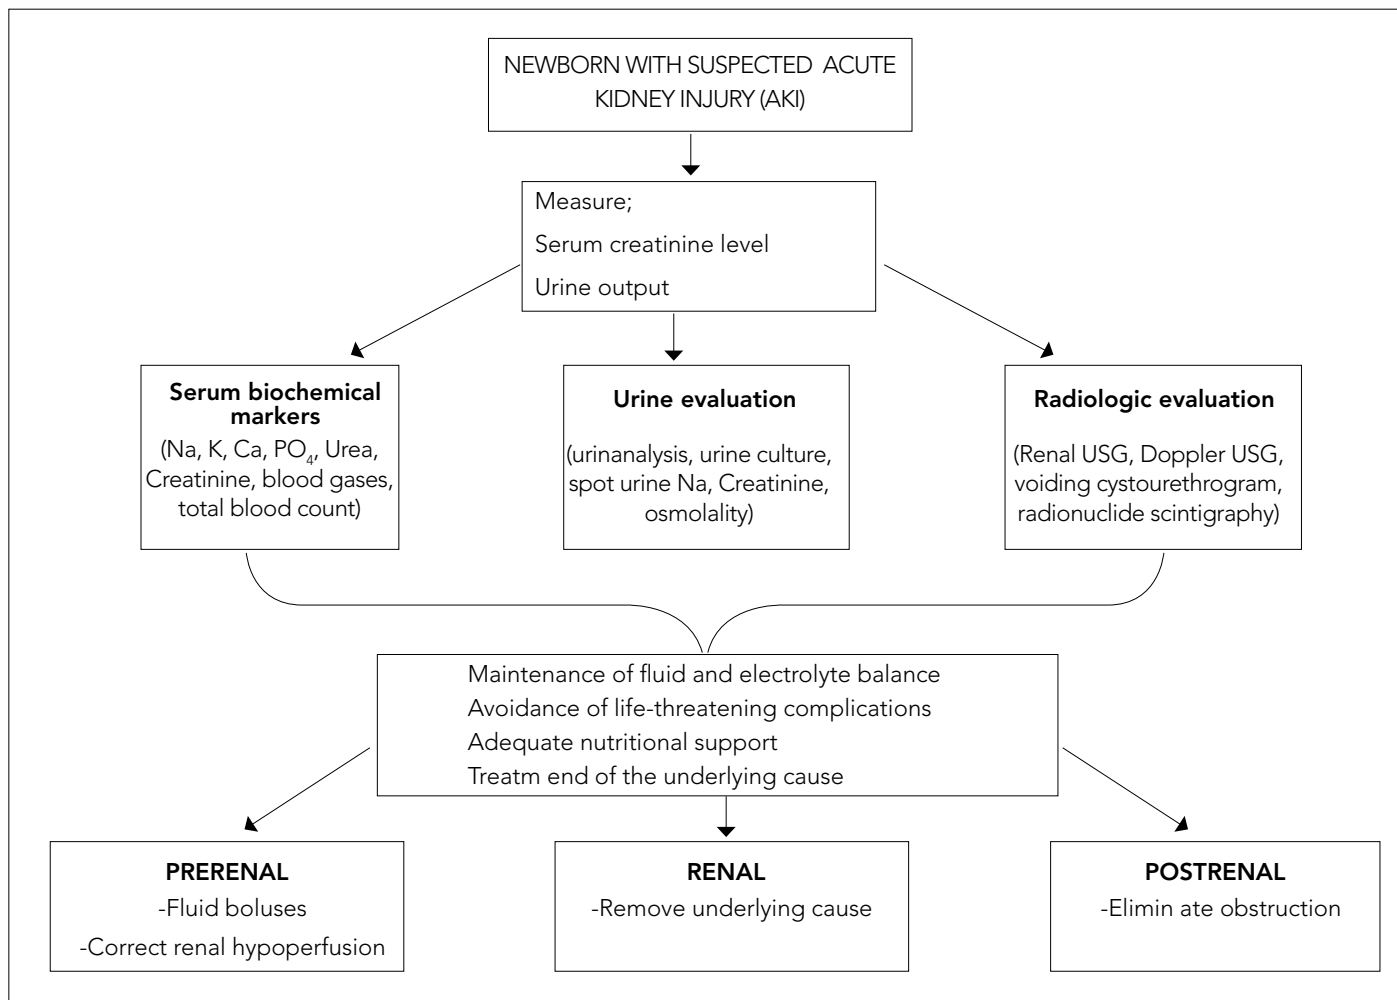 NEWBORN WITH SUSPECTED ACUTE
KIDNEY INJURY (AKI)
Measure;
Serum creatinine level
Urine output
Serum biochemical
markers
(Na, K, Ca, PO₄, Urea,
Creatinine, blood gases,
total blood count)
Urine evaluation
(urinanalysis, urine culture,
spot urine Na, Creatinine,
osmolality)
Radiologic evaluation
(Renal USG, Doppler USG,
voiding cystourethrogram,
radionuclide scintigraphy)
Maintenance of fluid and electrolyte balance
Avoidance of life-threatening complications
Adequate nutritional support
Treatm end of the underlying cause
PRERENAL
-Fluid boluses
-Correct renal hypoperfusion
RENAL
-Remove underlying cause
POSTRENAL
-Elimin ate obstruction